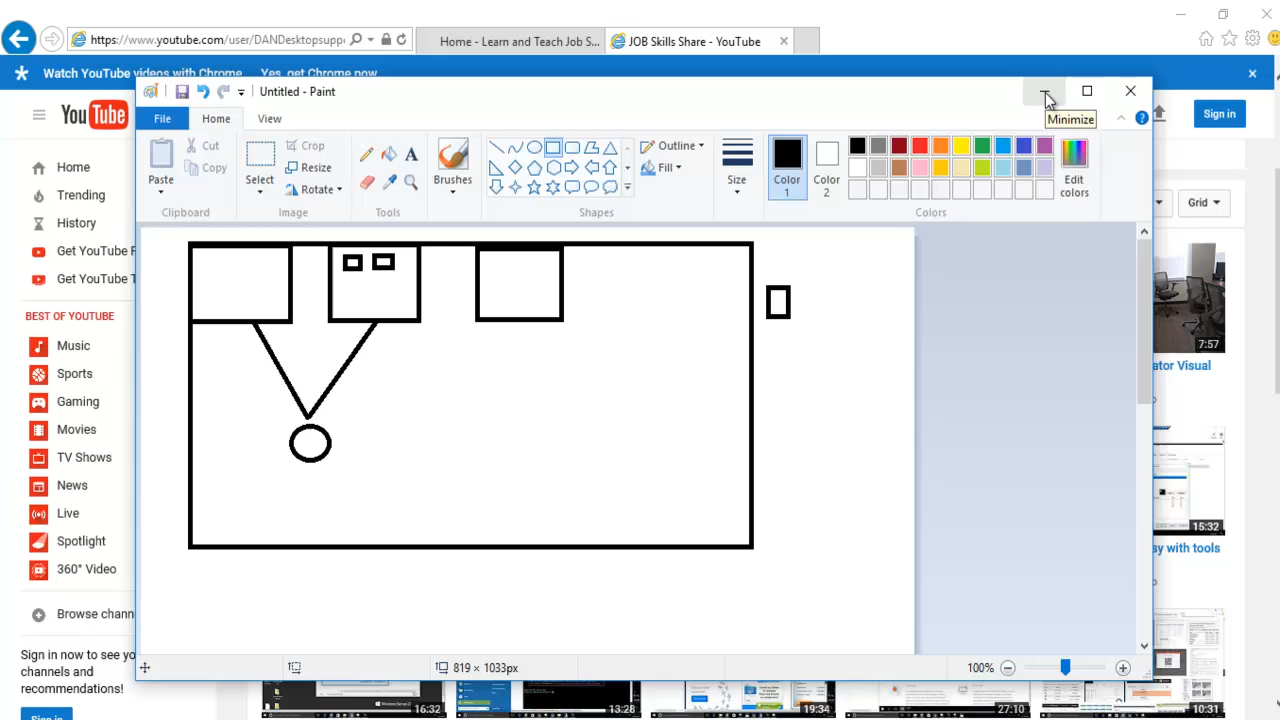 https://www.youtube.com/user/DANDesktopsupp
Home - Learn and Teach Job S...
JOB Skills Share - YouTube
Watch YouTube videos with Chrome
Yes, get Chrome now
YouTube
Sign in
Untitled - Paint
Minimize
File
Home
View
Cut
Copy
Paste
Clipboard
Crop
Resize
Rotate
Select
Image
A
Tools
Brushes
Shapes
Outline
Fill
Size
Color 1
Color 2
Edit colors
Colors
Home
Trending
History
Get YouTube
Get YouTube
BEST OF YOUTUBE
Music
Sports
Gaming
Movies
TV Shows
News
Live
Spotlight
360° Video
Browse chann
Sign in now to see yo
channels and
recommendations!
Sign in
Grid
7:57
ator Visual
15:32
sy with tools
100%
16:32
13:28
19:34
27:10
10:31